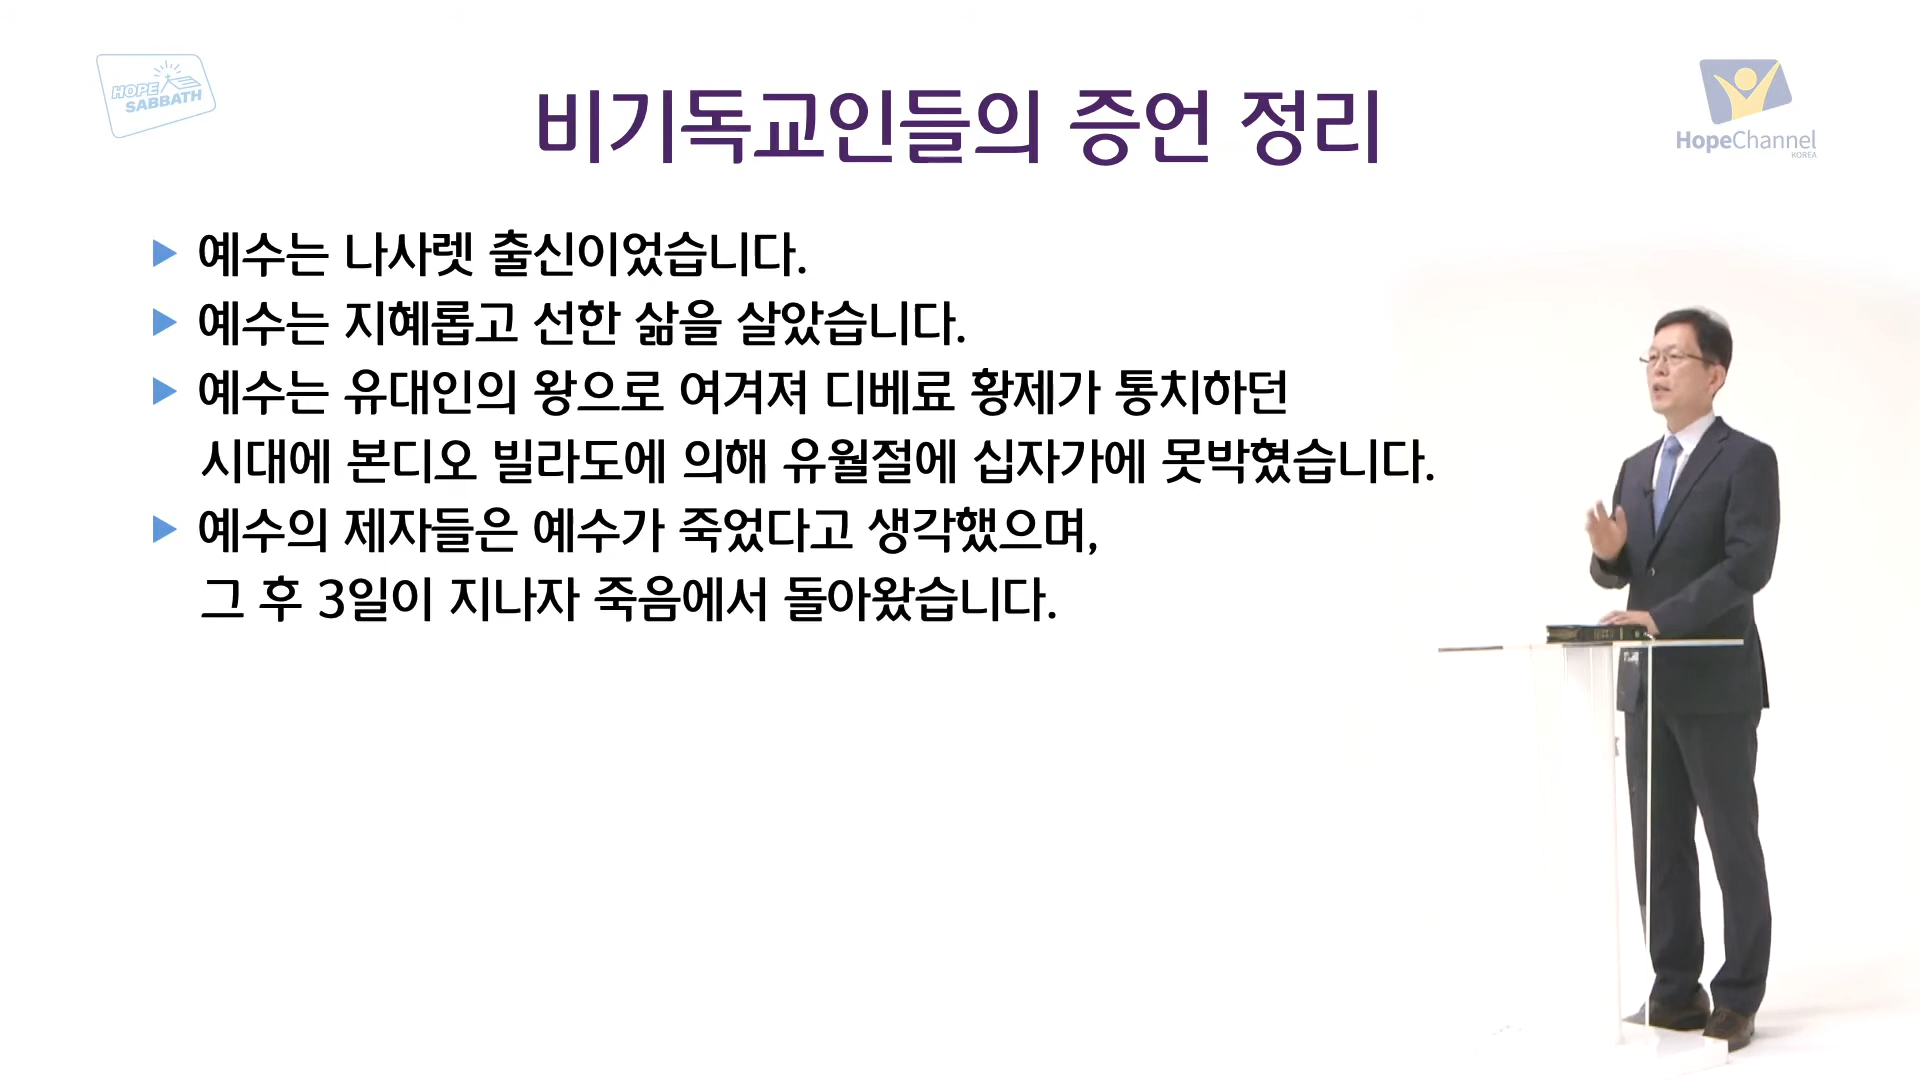 HOPE
SABBATH
HopeChannel
KOREA
비기독교인들의 증언 정리
예수는 나사렛 출신이었습니다.
예수는 지혜롭고 선한 삶을 살았습니다.
예수는 유대인의 왕으로 여겨져 디베료 황제가 통치하던
시대에 본디오 빌라도에 의해 유월절에 십자가에 못박혔습니다.
예수의 제자들은 예수가 죽었다고 생각했으며,
그 후 3일이 지나자 죽음에서 돌아왔습니다.